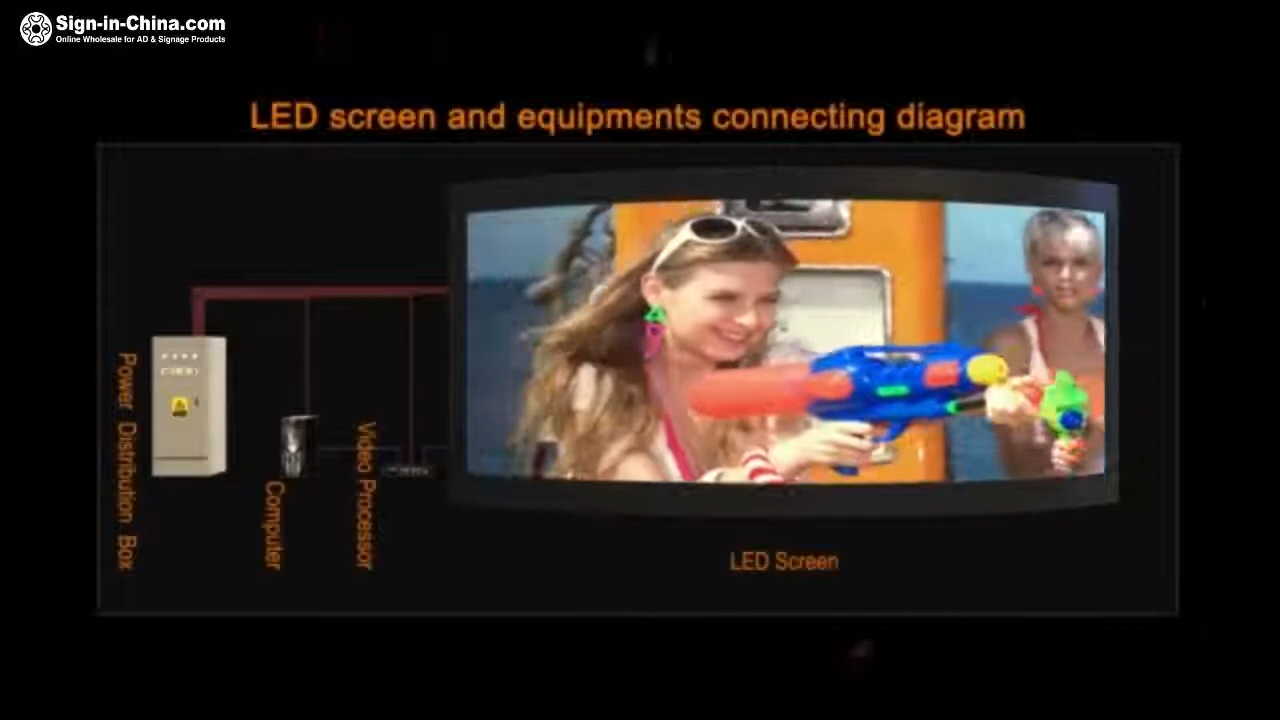 Sign-in-China.com
Online Wholesale for AD & Signage Products
LED screen and equipments connecting diagram
Power Distribution Box
Computer
Video Processor
LED Screen